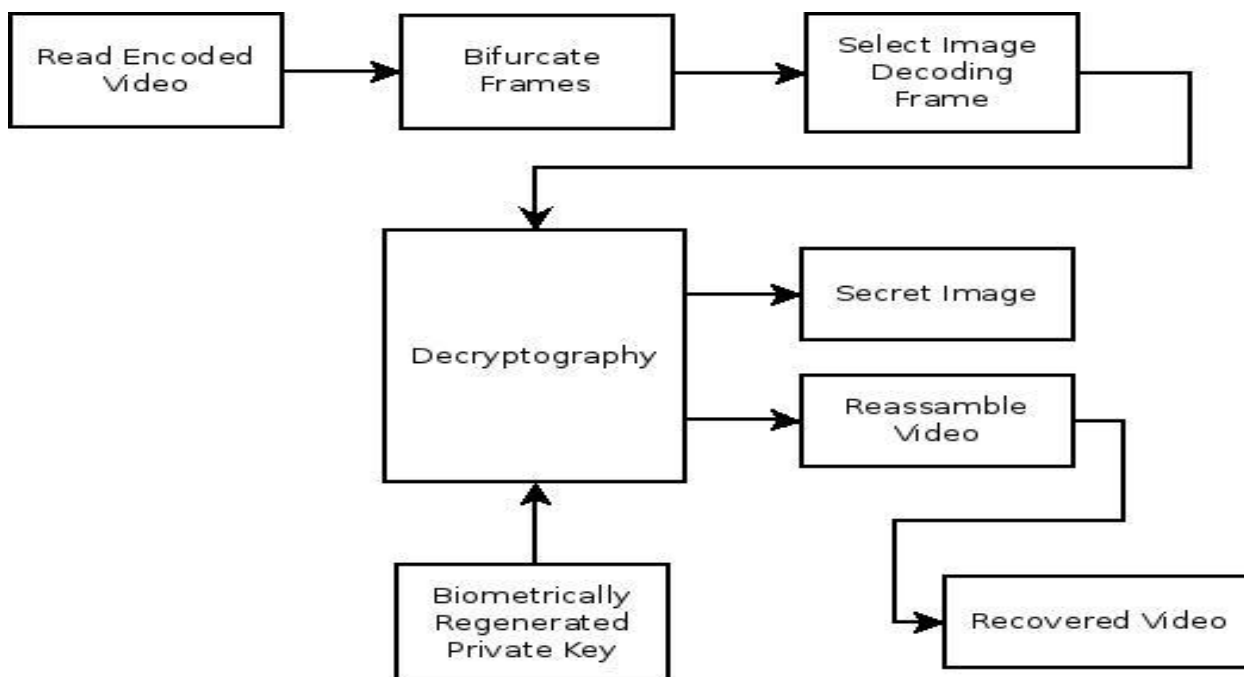 Read Encoded
Video
Bifurcate
Frames
Select Image
Decoding
Frame
Decryptography
Secret Image
Reassamble
Video
Biometrically
Regenerated
Private Key
Recovered Video